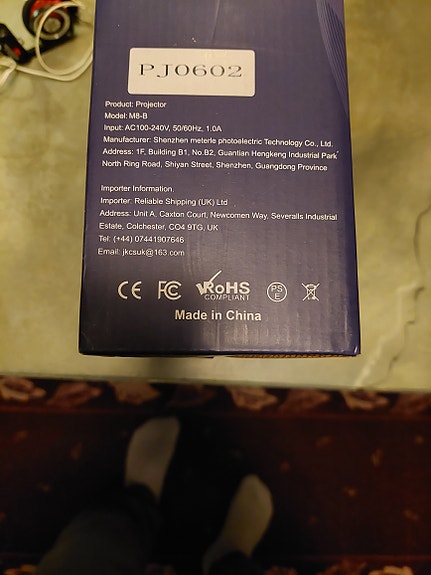 PJ0602
Product: Projector
Model: M8-B
Input: AC100-240V, 50/60Hz, 1.0A
Manufacturer: Shenzhen meterle photoelectric Technology Co., Ltd.
Address: 1F, Building B1, No.B2, Guantian Hengkeng Industrial Park
North Ring Road, Shiyan Street, Shenzhen, Guangdong Province
Importer Information.
Importer: Reliable Shipping (UK) Ltd
Address: Unit A, Caxton Court, Newcomen Way, Severalls Industrial
Estate, Colchester, CO4 9TG, UK
Tel: (+44) 07441907646
Email: jkcsuk@163.com
CE FC RoHS PS
COMPLIANT E
Made in China